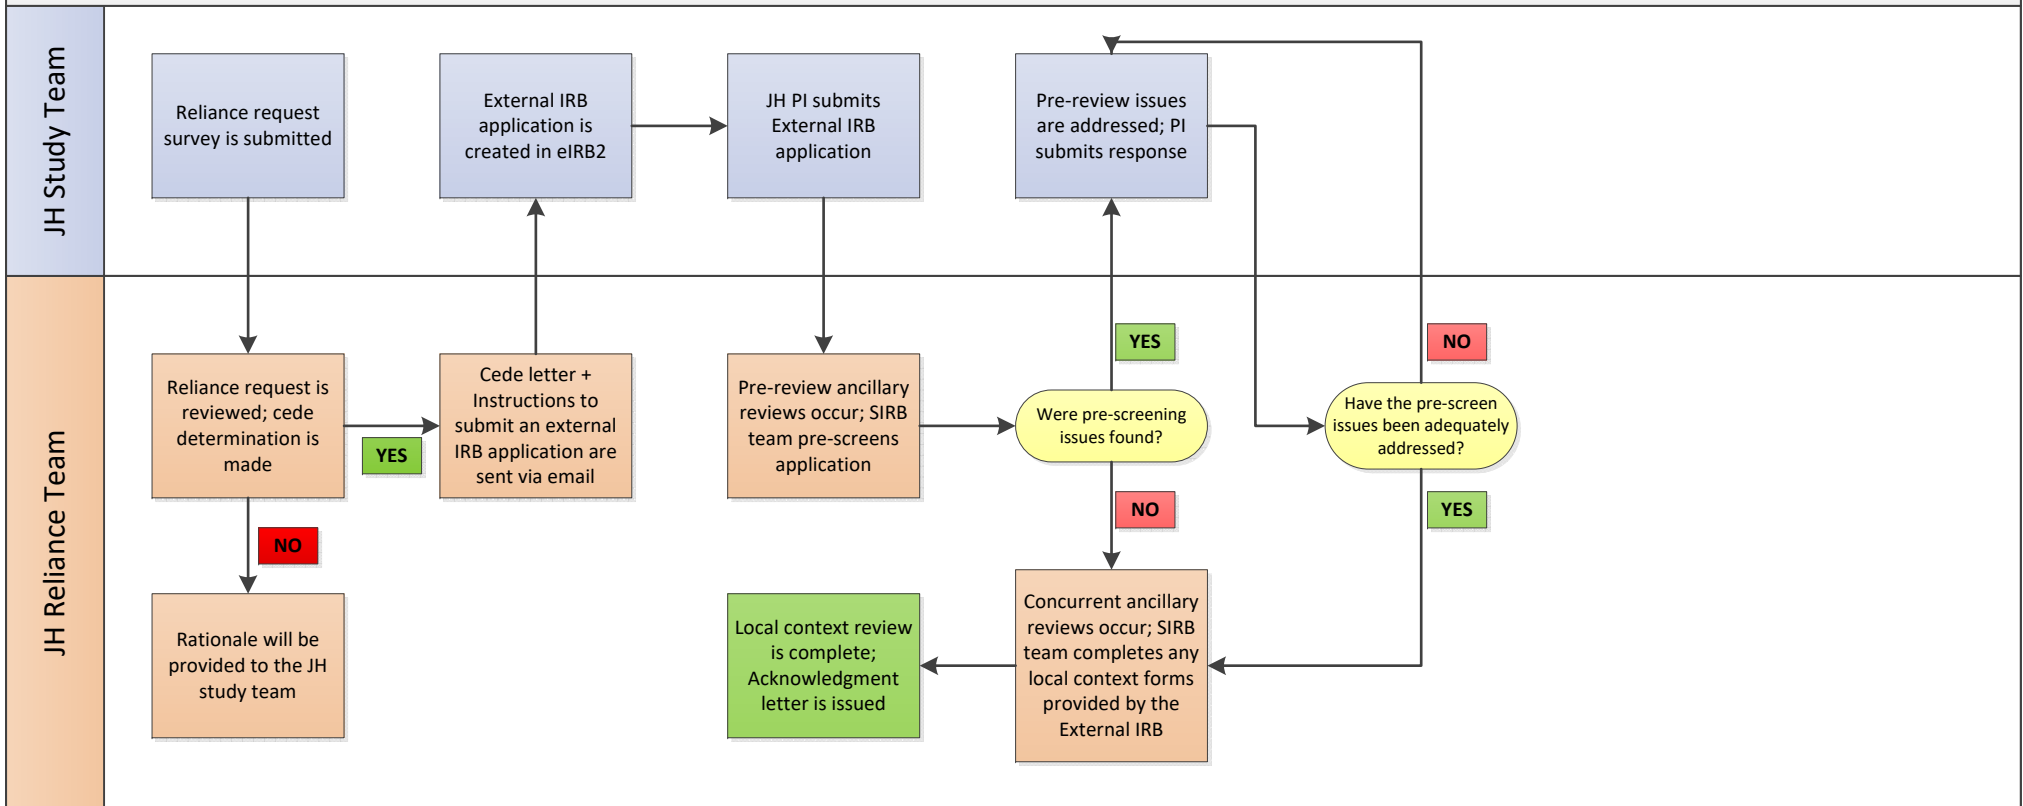 JH Study Team
Reliance request
survey is submitted
External IRB
application is
created in eIRB2
JH PI submits
External IRB
application
Pre-review issues
are addressed; PI
submits response
JH Reliance Team
Reliance request is
reviewed; cede
determination is
made
YES
Cede letter +
Instructions to
submit an external
IRB application are
sent via email
Pre-review ancillary
reviews occur; SIRB
team pre-screens
application
YES
Were pre-screening
issues found?
NO
NO
Have the pre-screen
issues been adequately
addressed?
YES
NO
Rationale will be
provided to the JH
study team
Local context review
is complete;
Acknowledgment
letter is issued
Concurrent ancillary
reviews occur; SIRB
team completes any
local context forms
provided by the
External IRB